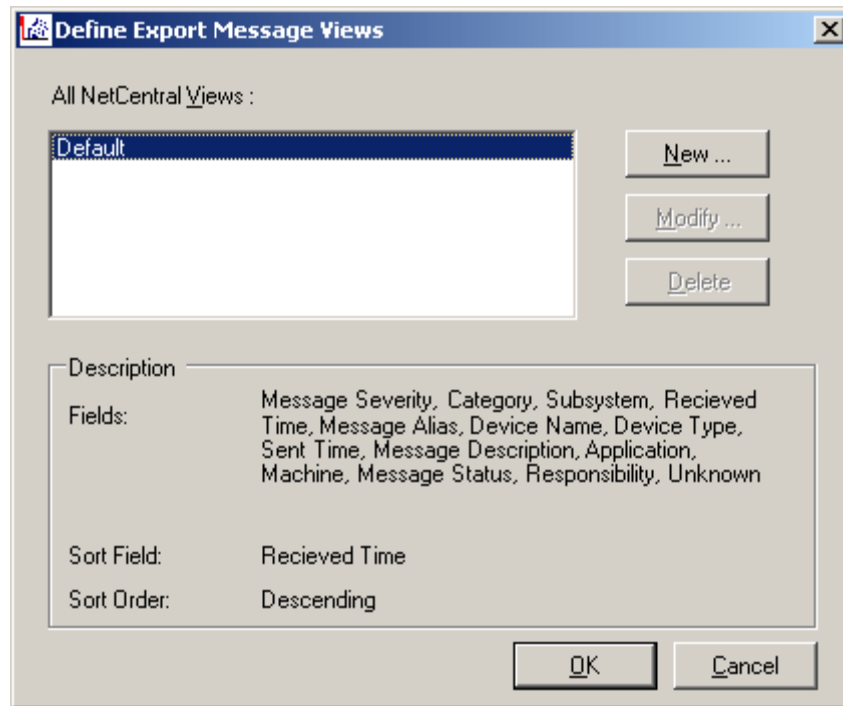 Define Export Message Views
All NetCentral Views :
Default
New ...
Modify ...
Delete
Description
Fields:
Message Severity, Category, Subsystem, Recieved
Time, Message Alias, Device Name, Device Type,
Sent Time, Message Description, Application,
Machine, Message Status, Responsibility, Unknown
Sort Field:
Recieved Time
Sort Order:
Descending
OK
Cancel